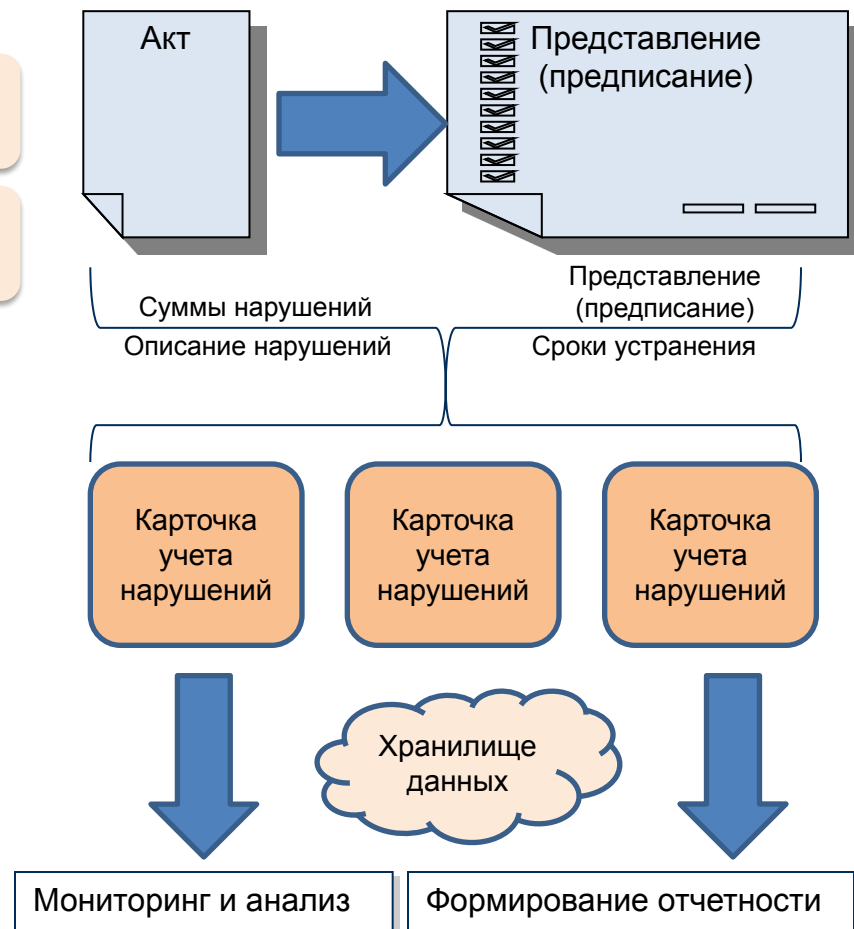 Акт
Представление
(предписание)
Суммы нарушений
Представление
(предписание)
Описание нарушений
Сроки устранения
Карточка
учета
нарушений
Карточка
учета
нарушений
Карточка
учета
нарушений
Хранилище
данных
Мониторинг и анализ
Формирование отчетности